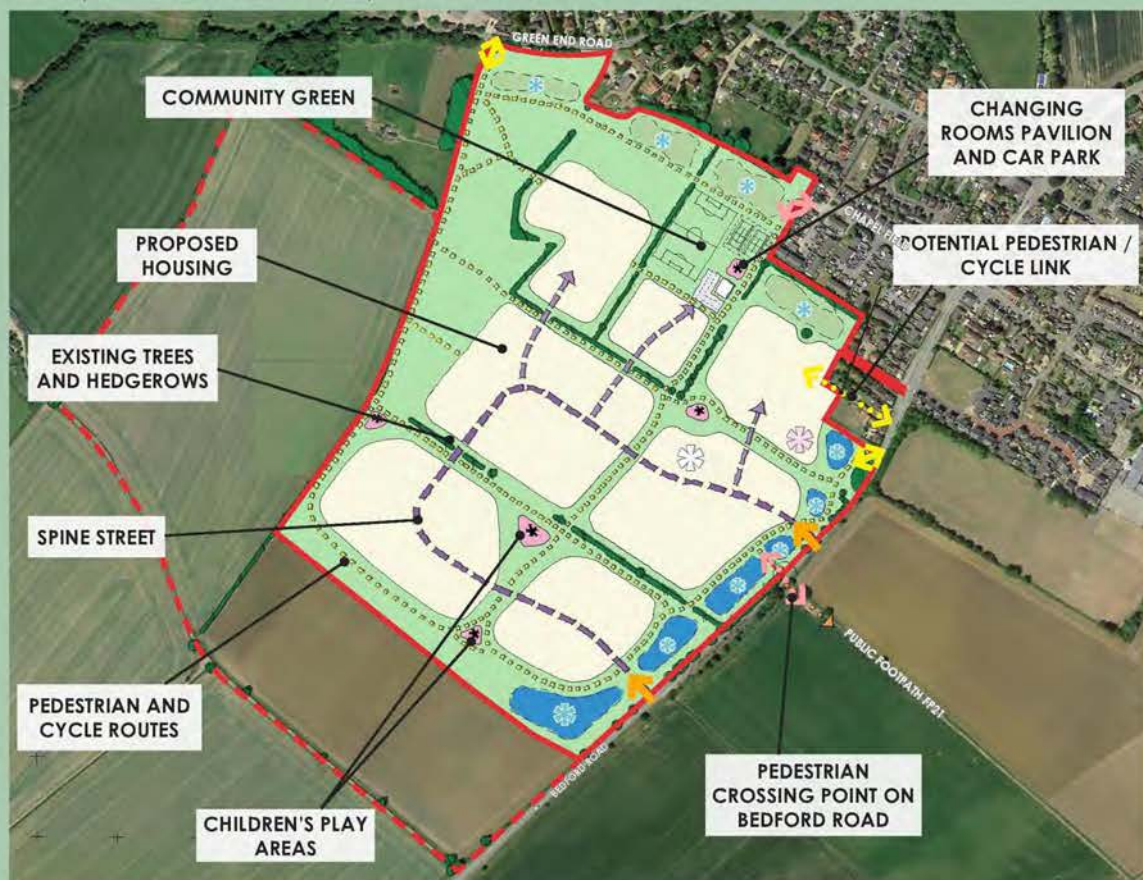 GREEN END ROAD
COMMUNITY GREEN
CHANGING
ROOMS PAVILION
AND CAR PARK
POTENTIAL PEDESTRIAN /
CYCLE LINK
PROPOSED
HOUSING
EXISTING TREES
AND HEDGEROWS
SPINE STREET
PUBLIC FOOTPATH FP21
PEDESTRIAN AND
CYCLE ROUTES
BEDFORD ROAD
PEDESTRIAN
CROSSING POINT ON
BEDFORD ROAD
CHILDREN'S PLAY
AREAS